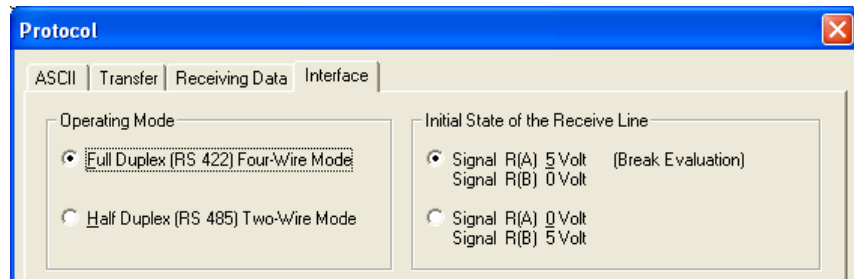 Protocol
ASCII Transfer Receiving Data Interface
Operating Mode
Full Duplex (RS 422) Four-Wire Mode
Half Duplex (RS 485) Two-Wire Mode
Initial State of the Receive Line
Signal R(A) 5 Volt (Break Evaluation)
Signal R(B) 0 Volt
Signal R(A) 0 Volt
Signal R(B) 5 Volt